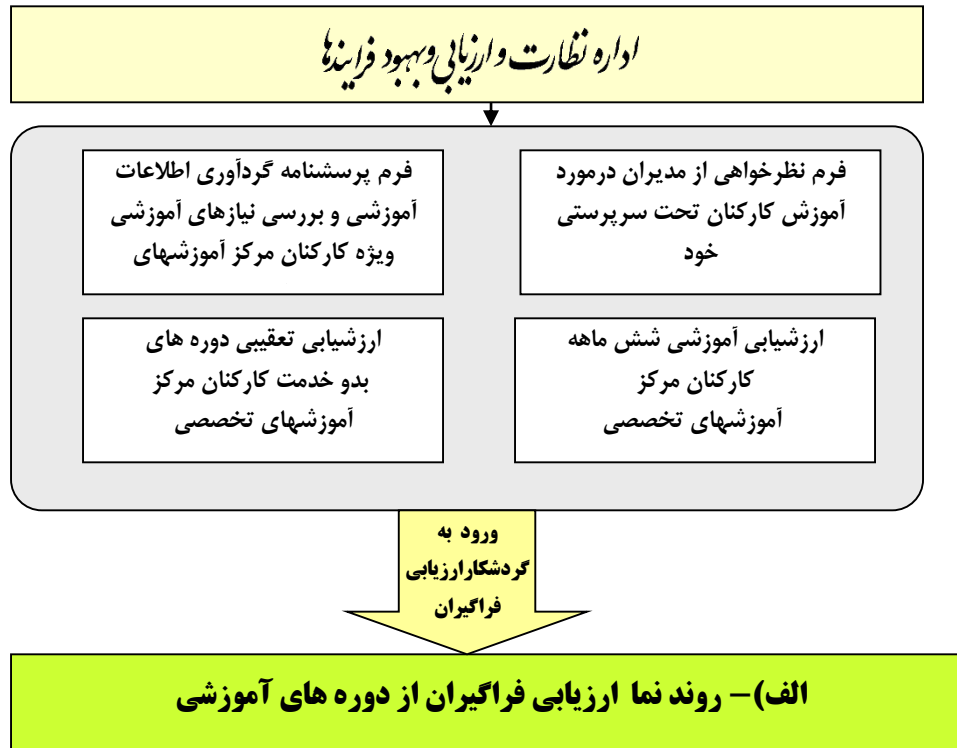 اداره نظارت و ارزیابی وبهبود فرایندها
فرم نظرخواهی از مدیران درمورد
آموزش کارکنان تحت سرپرستی
خود
فرم پرسشنامه گردآوری اطلاعات
آموزشی و بررسی نیازهای آموزشی
ویژه کارکنان مرکز آموزشهای
ارزشیابی آموزشی شش ماهه
کارکنان مرکز
آموزشهای تخصصی
ارزشیابی تعقیبی دوره های
بدو خدمت کارکنان مرکز
آموزشهای تخصصی
ورود به
گردشکارارزیابی
فراگیران
الف)– روند نما ارزیابی فراگیران از دوره های آموزشی